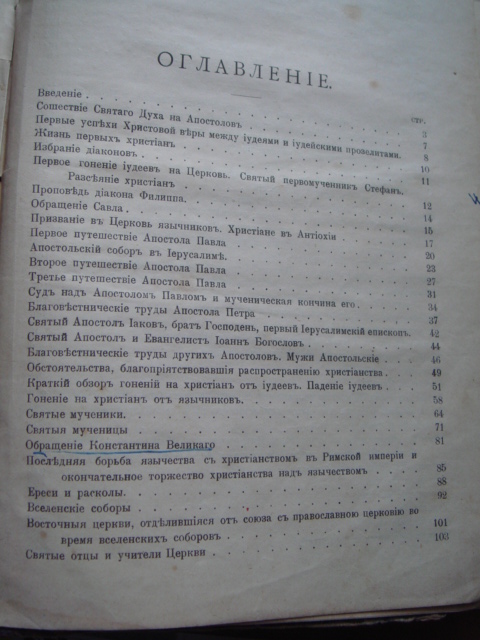 ОГЛАВЛЕНІЕ.
СТР.
Введеніе . . . . . . . . . . 3
Сошествіе Святаго Духа на Апостоловъ . . . . . 7
Первые успѣхи Христовой вѣры между іудеями и іудейскими прозелитами. 8
Жизнь первыхъ христіанъ . . . . . . 10
Избраніе діаконовъ . . . . . . . 11
Первое гоненіе іудеевъ на Церковь. Святый первомученикъ Стефанъ.
Разсѣяніе христіанъ . . . . . . 12
Проповѣдь діакона Филиппа. . . . . . 14
Обращеніе Савла . . . . . . . 15
Призваніе въ Церковь язычниковъ. Христіане въ Антіохіи . . . . 17
Первое путешествіе Апостола Павла . . . . . 20
Апостольскій соборъ въ Іерусалимѣ. . . . . . 23
Второе путешествіе Апостола Павла . . . . . 27
Третье путешествіе Апостола Павла . . . . . 31
Судъ надъ Апостоломъ Павломъ и мученическая кончина его . . . . 34
Благовѣстническіе труды Апостола Петра . . . . . 37
Святый Апостолъ Іаковъ, братъ Господень, первый Іерусалимскій епископъ. 42
Святый Апостолъ и Евангелистъ Іоаннъ Богословъ . . . . . 44
Благовѣстническіе труды другихъ Апостоловъ. Мужи Апостольскіе . . . 46
Обстоятельства, благопріятствовавшія распространенію христіанства . . . 49
Краткій обзоръ гоненій на христіанъ отъ іудеевъ. Паденіе іудеевъ . . . 51
Гоненіе на христіанъ отъ язычниковъ. . . . . . 58
Святые мученики. . . . . . . 64
Святыя мученицы . . . . . . . 71
Обращеніе Константина Великаго . . . . . 81
Послѣдняя борьба язычества съ христіанствомъ въ Римской имперіи и
окончательное торжество христіанства надъ язычествомъ . . . . 85
Ереси и расколы. . . . . . . 88
Вселенскіе соборы . . . . . . . 92
Восточныя церкви, отдѣлившіяся отъ союза съ православною церковію во
время вселенскихъ соборовъ . . . . . . 101
Святые отцы и учители Церкви . . . . . . 103